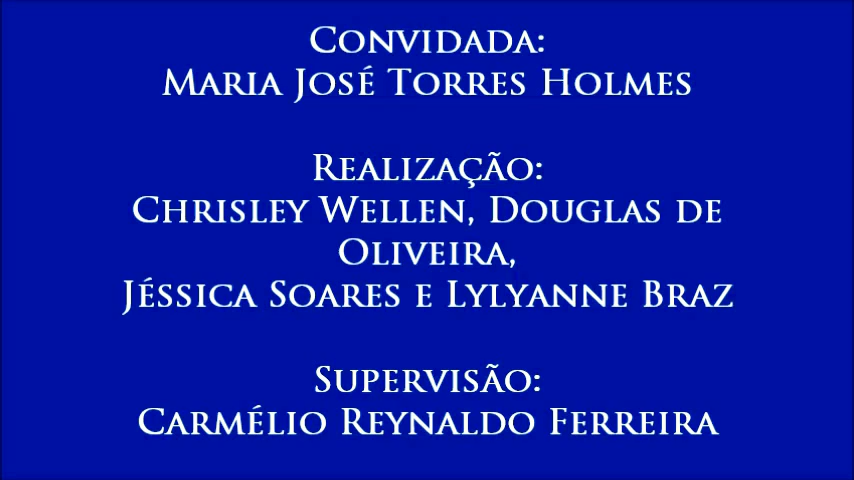 Convidada:
Maria José Torres Holmes
Realização:
Chrisley Wellen, Douglas de
Oliveira,
Jéssica Soares e Lylyanne Braz
Supervisão:
Carmélio Reynaldo Ferreira